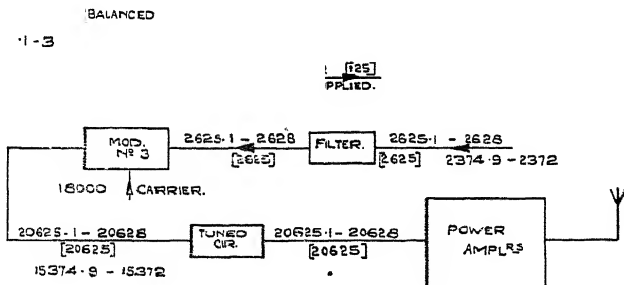 BALANCED
·1-3
[125]
PPLIED.
MOD.
Nº 3
2625·1 - 2628
[2625]
FILTER.
2625·1 - 2628
[2625]
2374·9 - 2372
18000
CARRIER.
20625·1 - 20628
[20625]
15374·9 - 15372
TUNED
CIR.
20625·1 - 20628
[20625]
POWER
AMPLRS